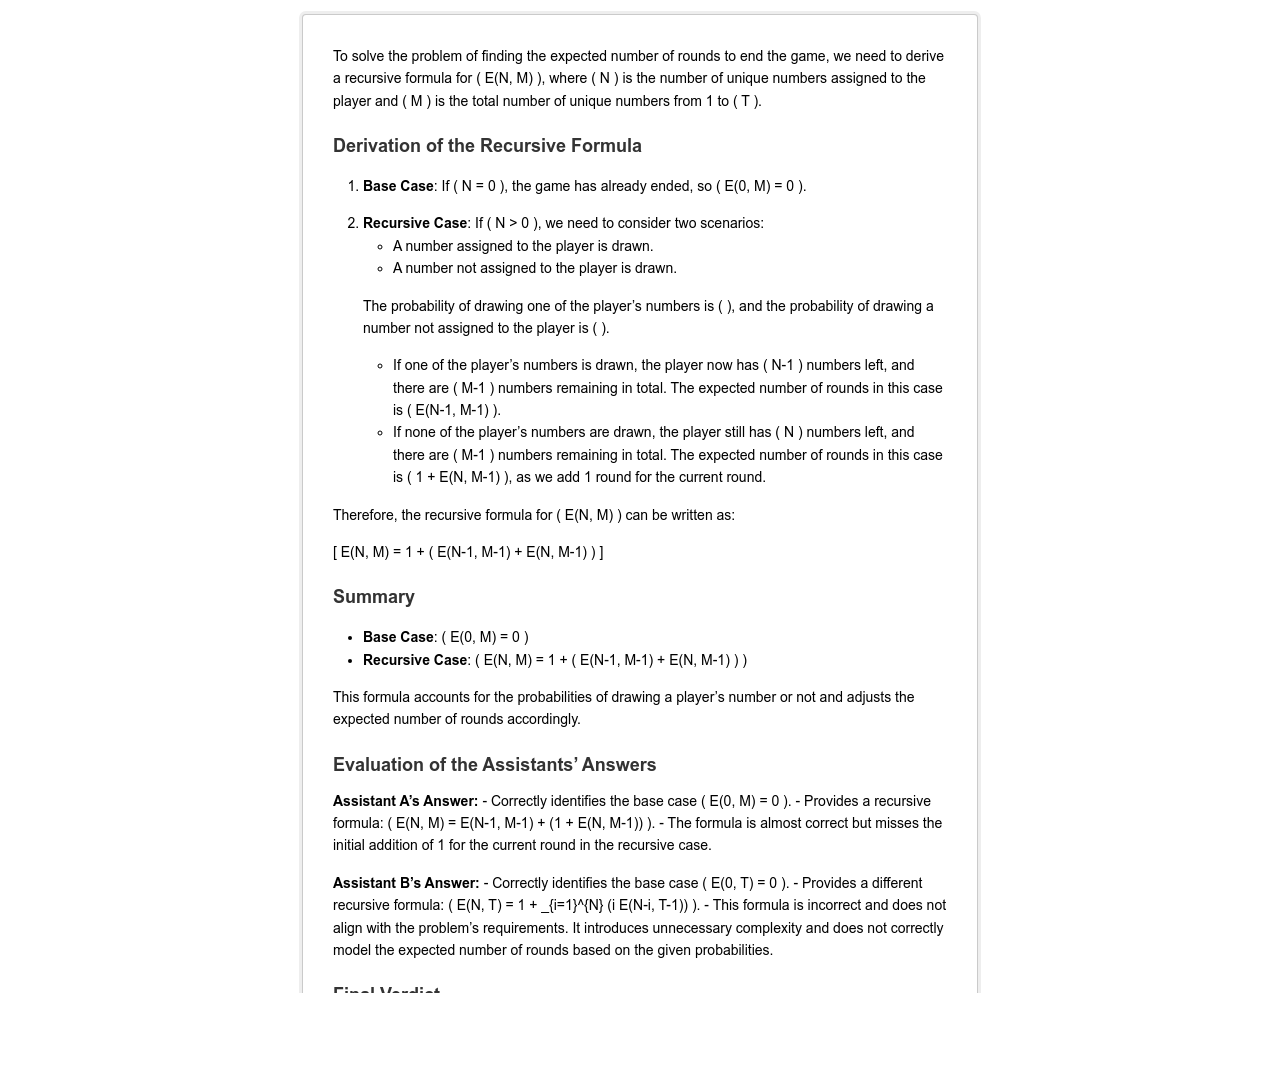 To solve the problem of finding the expected number of rounds to end the game, we need to derive
a recursive formula for ( E(N, M) ), where ( N ) is the number of unique numbers assigned to the
player and ( M ) is the total number of unique numbers from 1 to ( T ).
Derivation of the Recursive Formula
1. Base Case: If ( N = 0 ), the game has already ended, so ( E(0, M) = 0 ).
2. Recursive Case: If ( N > 0 ), we need to consider two scenarios:
◦ A number assigned to the player is drawn.
◦ A number not assigned to the player is drawn.
The probability of drawing one of the player’s numbers is ( ), and the probability of drawing a
number not assigned to the player is ( ).
◦ If one of the player’s numbers is drawn, the player now has ( N-1 ) numbers left, and
there are ( M-1 ) numbers remaining in total. The expected number of rounds in this case
is ( E(N-1, M-1) ).
◦ If none of the player’s numbers are drawn, the player still has ( N ) numbers left, and
there are ( M-1 ) numbers remaining in total. The expected number of rounds in this case
is ( 1 + E(N, M-1) ), as we add 1 round for the current round.
Therefore, the recursive formula for ( E(N, M) ) can be written as:
[ E(N, M) = 1 + ( E(N-1, M-1) + E(N, M-1) ) ]
Summary
• Base Case: ( E(0, M) = 0 )
• Recursive Case: ( E(N, M) = 1 + ( E(N-1, M-1) + E(N, M-1) ) )
This formula accounts for the probabilities of drawing a player’s number or not and adjusts the
expected number of rounds accordingly.
Evaluation of the Assistants’ Answers
Assistant A’s Answer: - Correctly identifies the base case ( E(0, M) = 0 ). - Provides a recursive
formula: ( E(N, M) = E(N-1, M-1) + (1 + E(N, M-1)) ). - The formula is almost correct but misses the
initial addition of 1 for the current round in the recursive case.
Assistant B’s Answer: - Correctly identifies the base case ( E(0, T) = 0 ). - Provides a different
recursive formula: ( E(N, T) = 1 + _{i=1}^{N} (i E(N-i, T-1)) ). - This formula is incorrect and does not
align with the problem’s requirements. It introduces unnecessary complexity and does not correctly
model the expected number of rounds based on the given probabilities.
Final Verdict